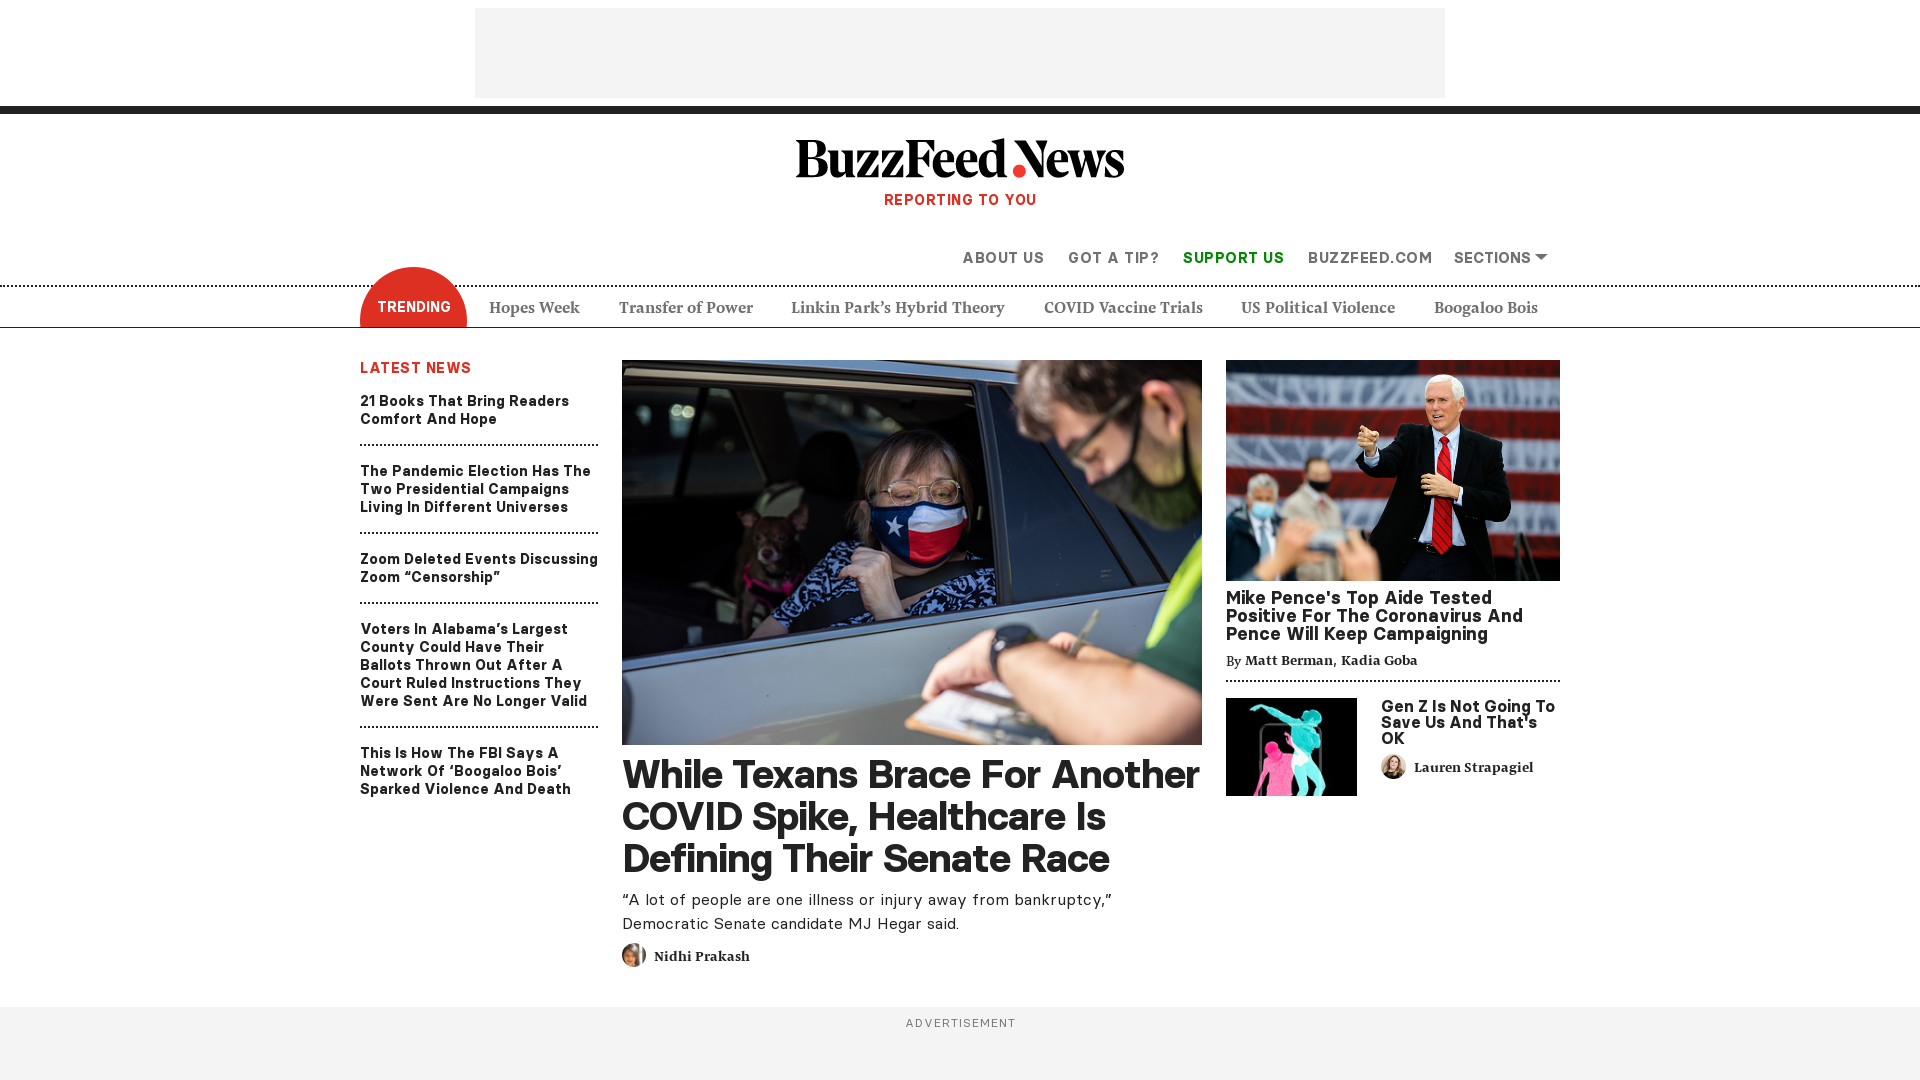 BuzzFeed News
REPORTING TO YOU
ABOUT US
GOT A TIP?
SUPPORT US
BUZZFEED.COM
SECTIONS
TRENDING
Hopes Week
Transfer of Power
Linkin Park’s Hybrid Theory
COVID Vaccine Trials
US Political Violence
Boogaloo Bois
LATEST NEWS
21 Books That Bring Readers
Comfort And Hope
The Pandemic Election Has The
Two Presidential Campaigns
Living In Different Universes
Zoom Deleted Events Discussing
Zoom “Censorship”
Voters In Alabama’s Largest
County Could Have Their
Ballots Thrown Out After A
Court Ruled Instructions They
Were Sent Are No Longer Valid
This Is How The FBI Says A
Network Of ‘Boogaloo Bois’
Sparked Violence And Death
While Texans Brace For Another
COVID Spike, Healthcare Is
Defining Their Senate Race
“A lot of people are one illness or injury away from bankruptcy,”
Democratic Senate candidate MJ Hegar said.
Nidhi Prakash
Mike Pence's Top Aide Tested
Positive For The Coronavirus And
Pence Will Keep Campaigning
By Matt Berman, Kadia Goba
Gen Z Is Not Going To
Save Us And That's
OK
Lauren Strapagiel
ADVERTISEMENT